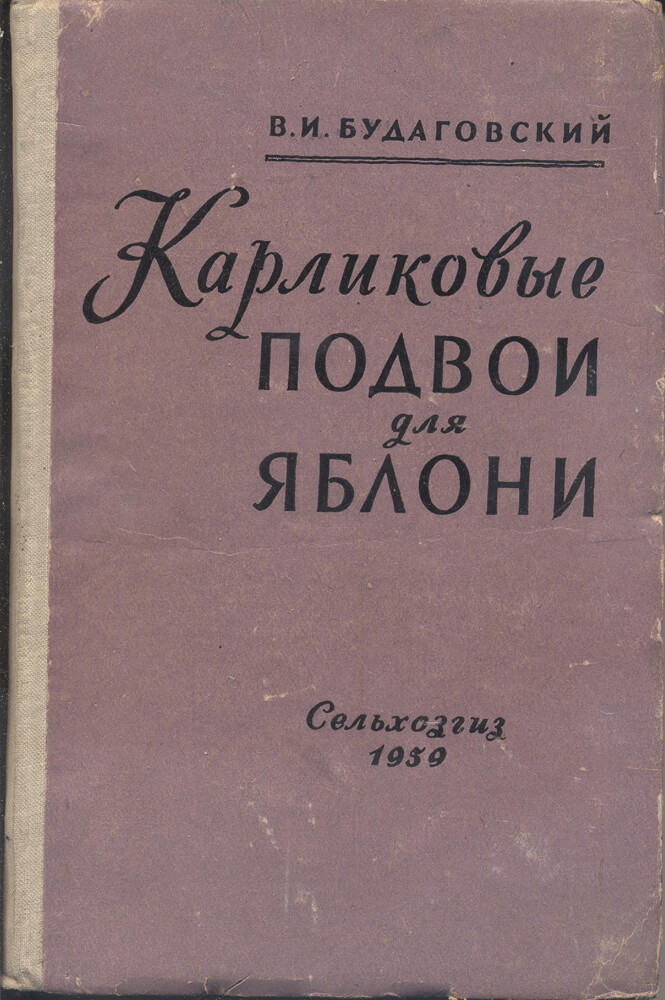 В.И.БУДАГОВСКИЙ
Карликовые
ПОДВОИ
для
ЯБЛОНИ
Сельхозгиз
1959